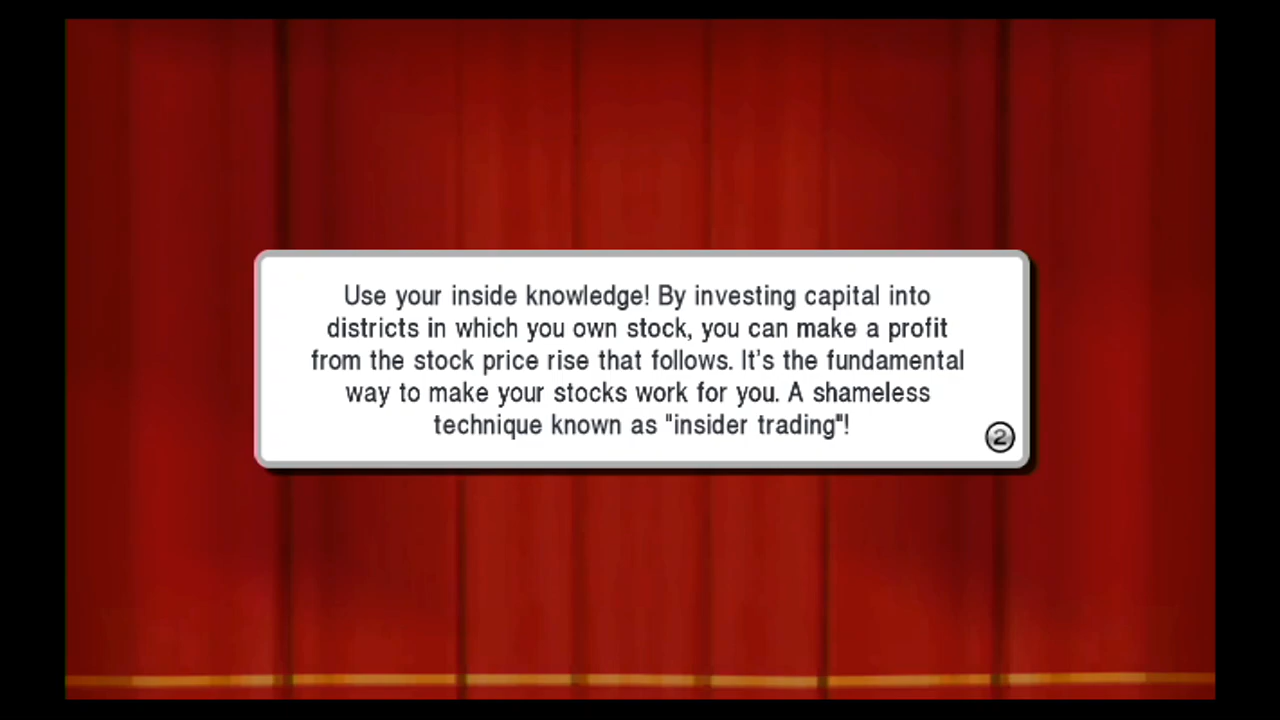 Use your inside knowledge! By investing capital into
districts in which you own stock, you can make a profit
from the stock price rise that follows. It's the fundamental
way to make your stocks work for you. A shameless
technique known as "insider trading"!
2